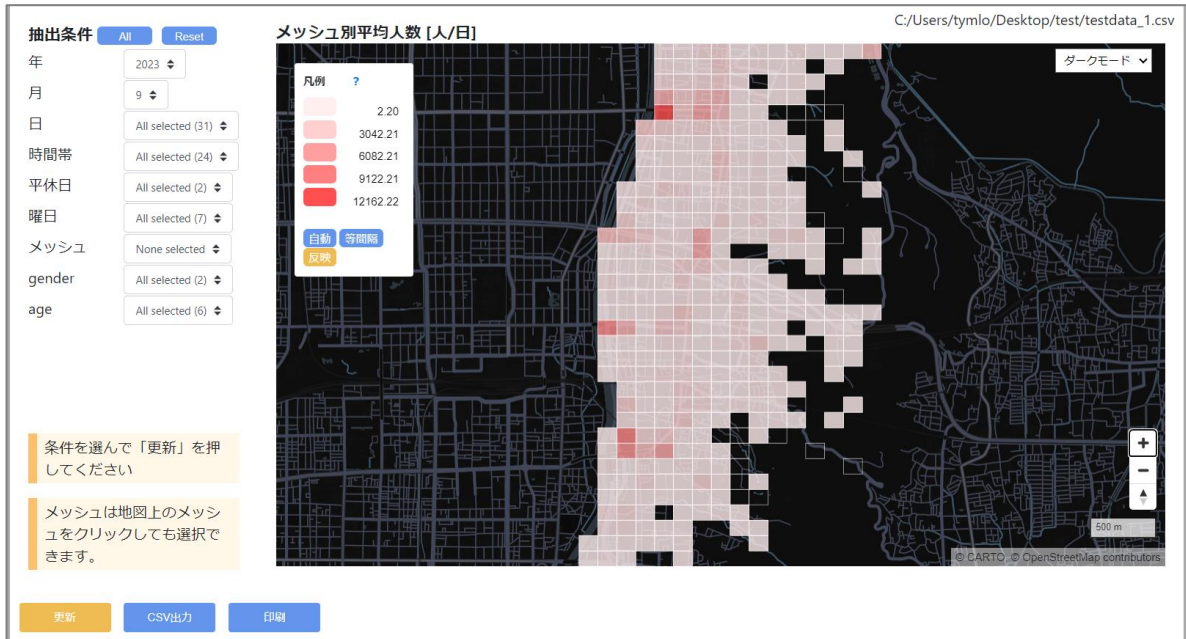 C:/Users/tymlo/Desktop/test/testdata_1.csv
抽出条件 All Reset
メッシュ別平均人数 [人/日]
年 2023
月 9
日 All selected (31)
時間帯 All selected (24)
平休日 All selected (2)
曜日 All selected (7)
メッシュ None selected
gender All selected (2)
age All selected (6)
条件を選んで「更新」を押
してください
メッシュは地図上のメッシ
ュをクリックしても選択で
きます。
更新 CSV出力 印刷
凡例 ?
2.20
3042.21
6082.21
9122.21
12162.22
自動 等間隔
反映
ダークモード
+
−
500 m
© CARTO, © OpenStreetMap contributors